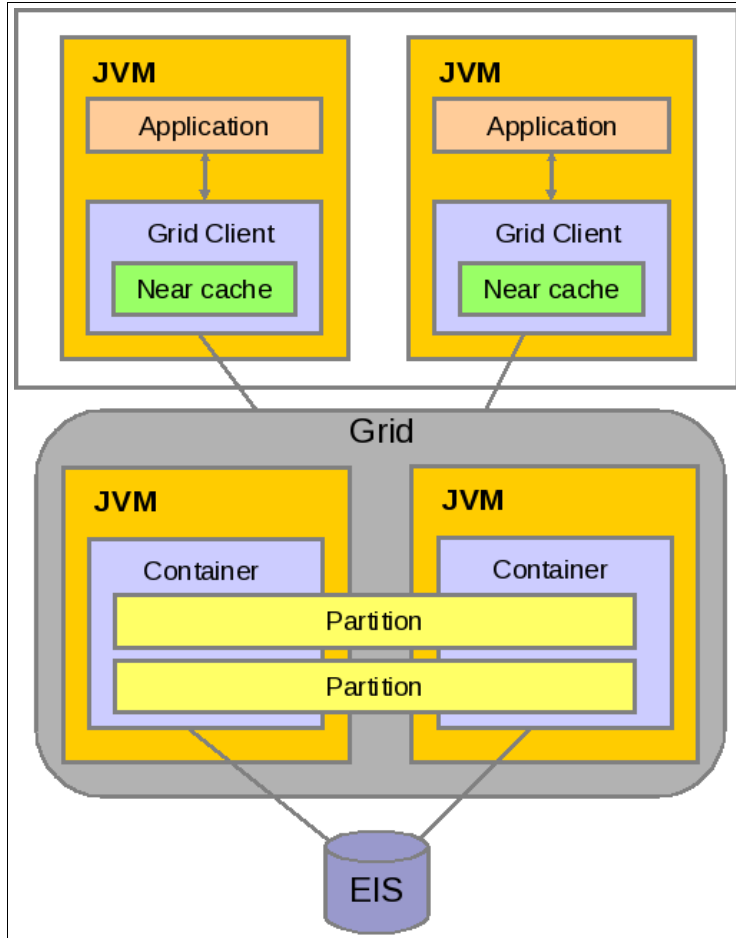 JVM
JVM
Application
Application
Grid Client
Grid Client
Near cache
Near cache
Grid
JVM
JVM
Container
Container
Partition
Partition
EIS